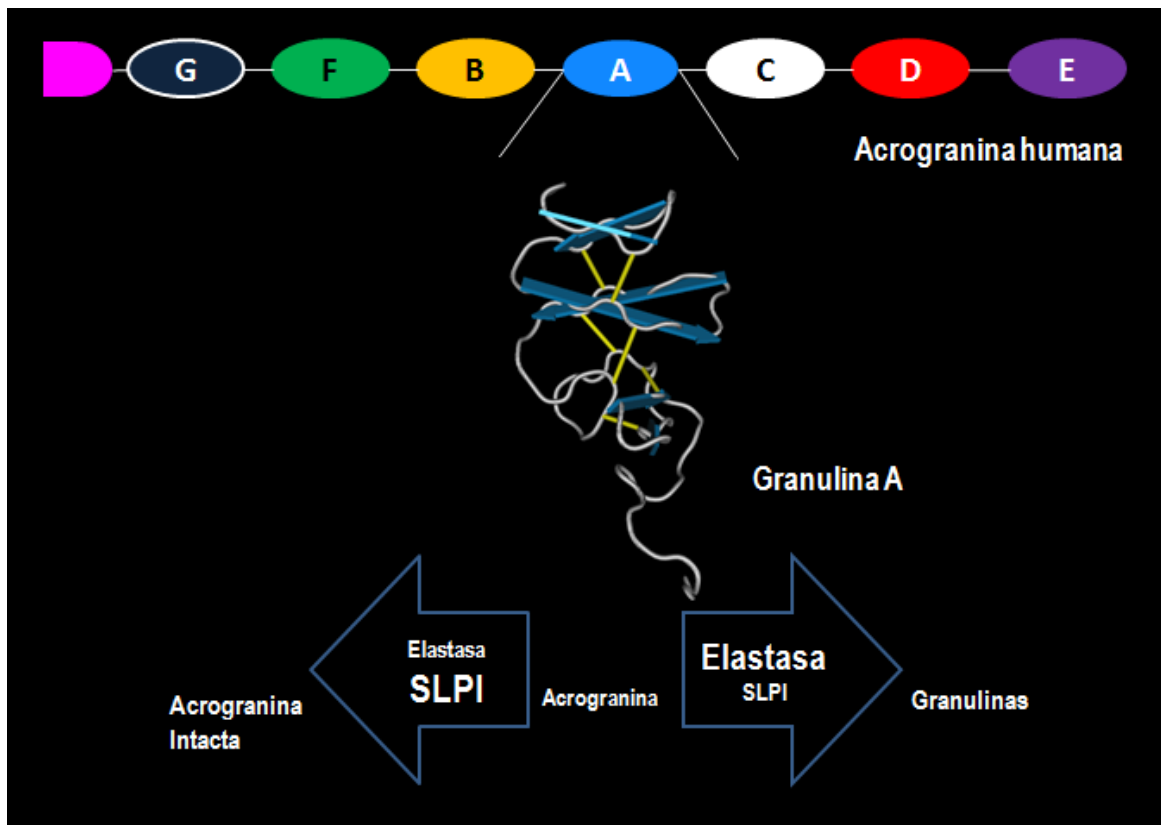 G F B A C D E
Acrogranina humana
Granulina A
Elastasa
SLPI
Acrogranina
Intacta
Acrogranina
Elastasa
SLPI
Granulinas